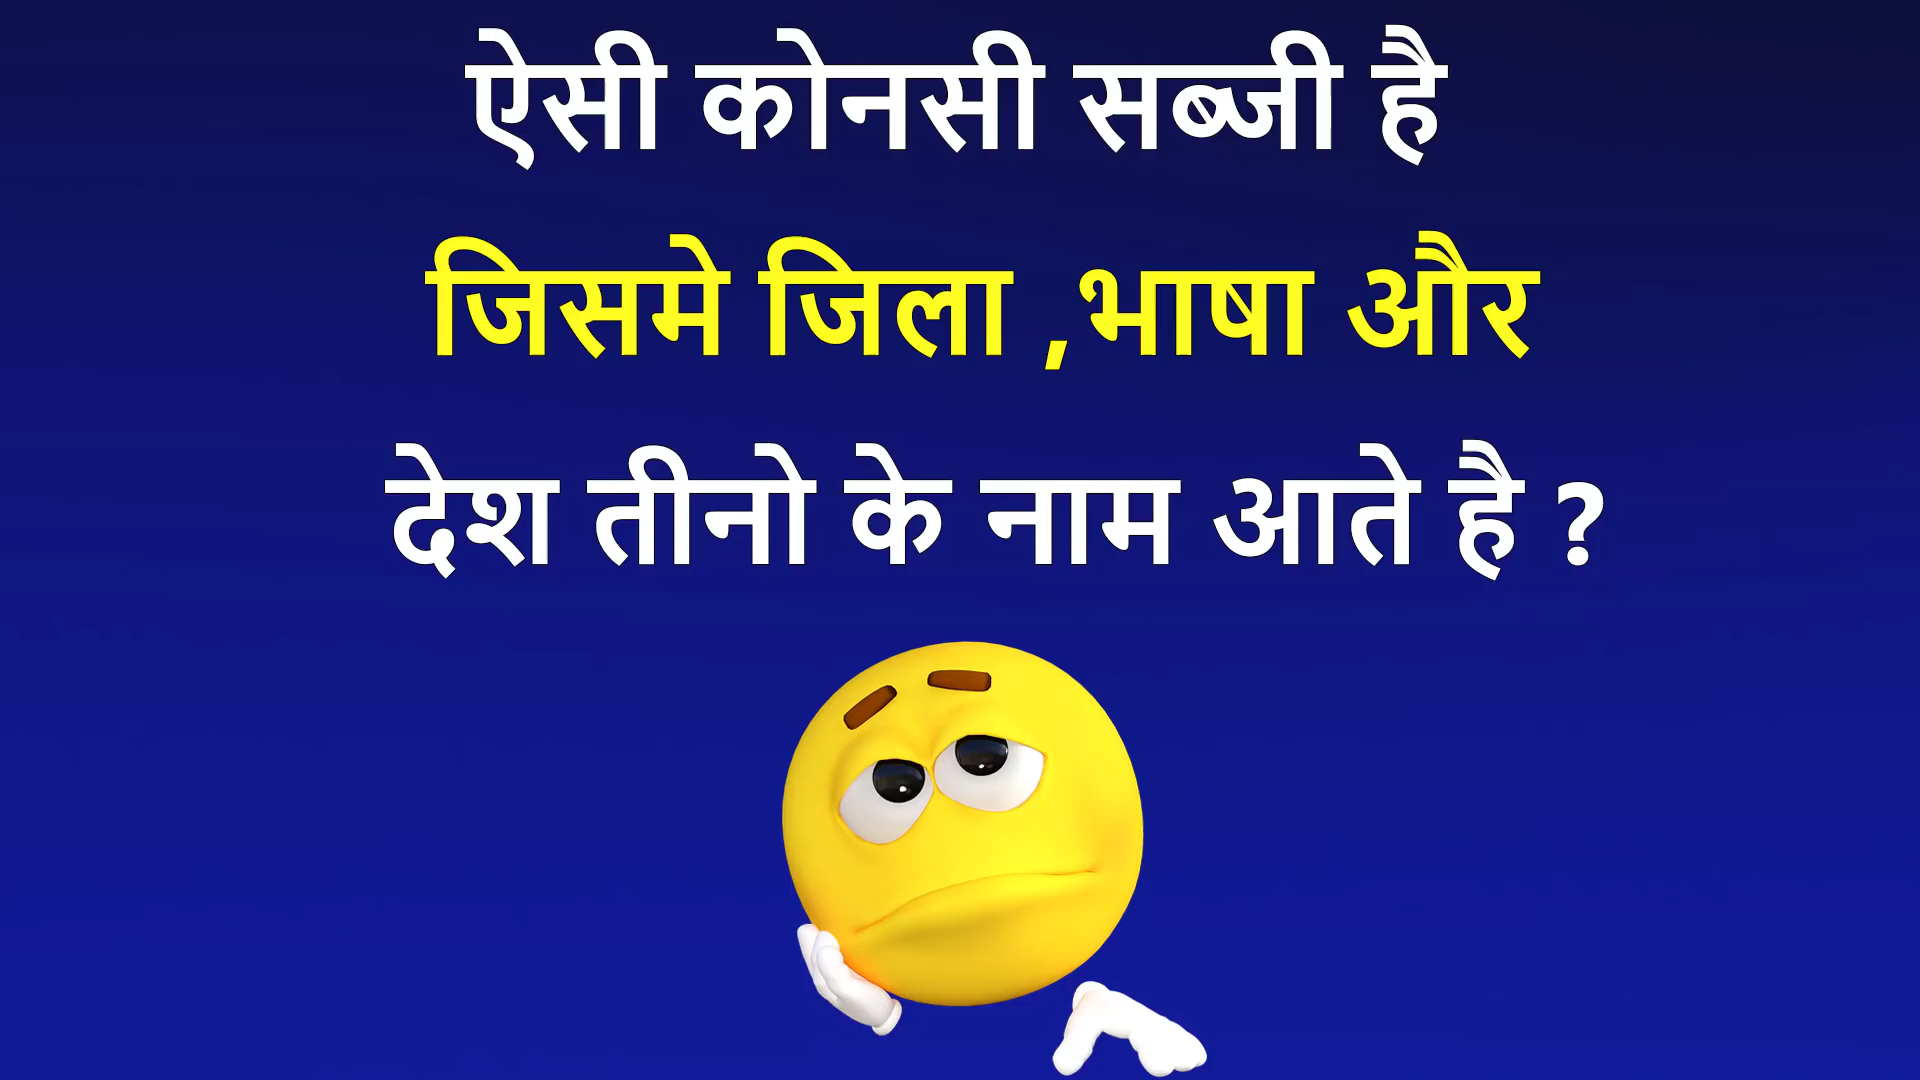 ऐसी कोनसी सब्जी है
जिसमे जिला ,भाषा और
देश तीनो के नाम आते है ?